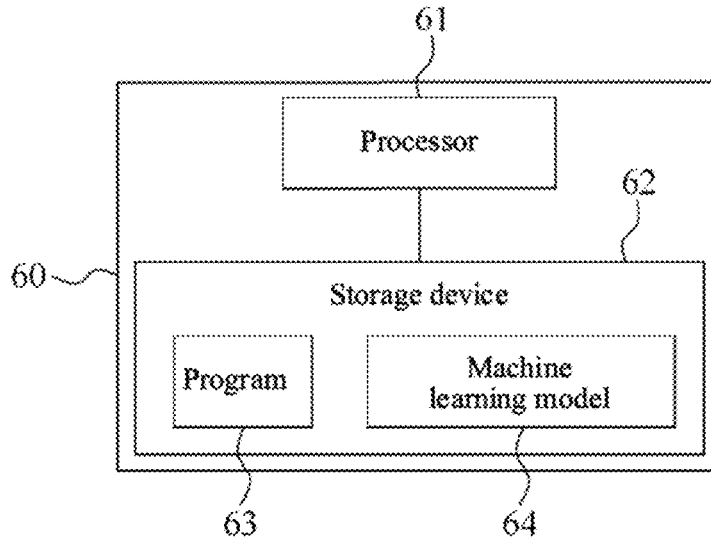 61
Processor
62
60
Storage device
Program
Machine
learning model
63
64